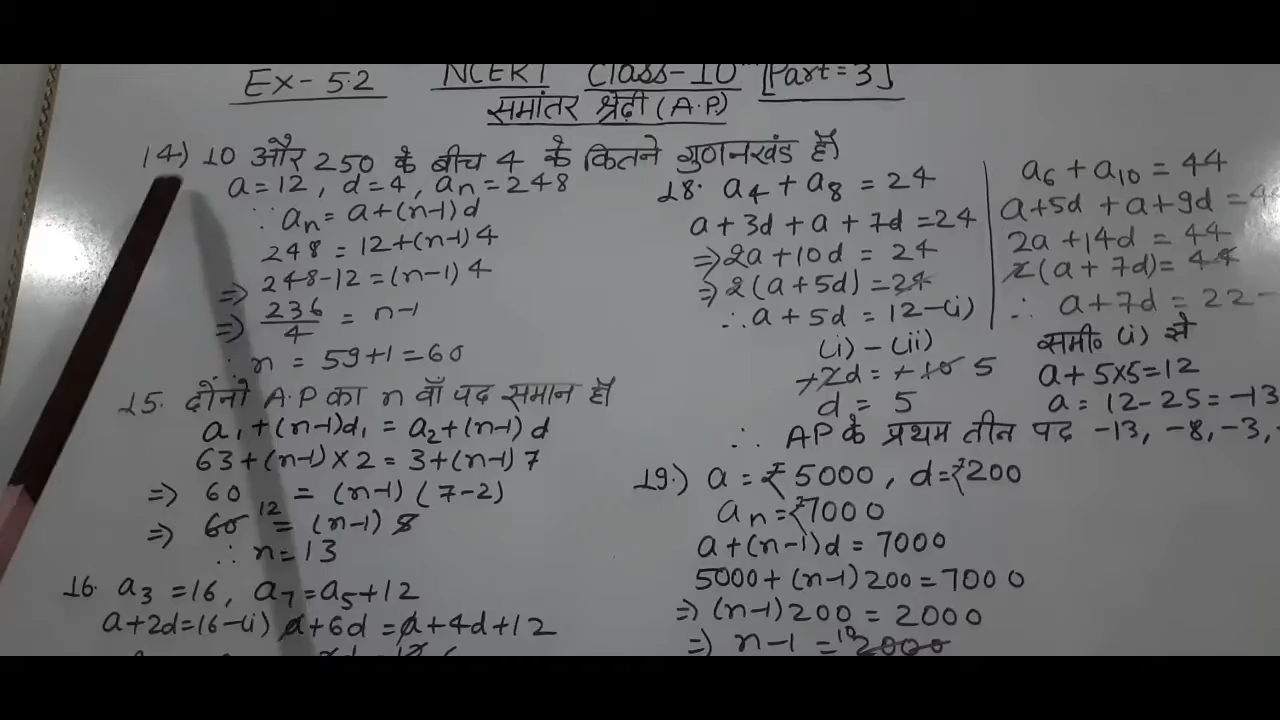 Ex-5.2 NCERT Class-10 [Part=3]
समांतर श्रेढ़ी (A.P)
14) 10 और 250 के बीच 4 के कितने गुणनखंड हैं।
a=12, d=4, an=248
∵ an = a+(n-1)d
248 = 12+(n-1)4
=> 248-12 = (n-1)4
=> 236/4 = n-1
∴ n = 59+1=60
15. दोनों A.P का n वाँ पद समान हैं।
a₁+(n-1)d₁ = a₂+(n-1)d
63+(n-1)×2 = 3+(n-1)7
=> 60 = (n-1)(7-2)
=> 60 12 = (n-1) 5
∴ n=13
16. a₃=16, a₇=a₅+12
a+2d=16-(i) a+6d=a+4d+12
18. a₄+a₈=24
a+3d+a+7d=24
=> 2a+10d=24
=> 2(a+5d)=24
∴ a+5d=12-(i)
(i)-(ii)
+2d=+10 5
d=5
a₆+a₁₀=44
a+5d+a+9d=
2a+14d=44
2(a+7d)=44
∴ a+7d=22-
समी० (i) से
a+5×5=12
a=12-25=-13
∴ AP के प्रथम तीन पद -13, -8, -3,
19.) a=₹5000, d=₹200
an=₹7000
a+(n-1)d=7000
5000+(n-1)200=7000
=> (n-1)200=2000
=> n-1=10 2000